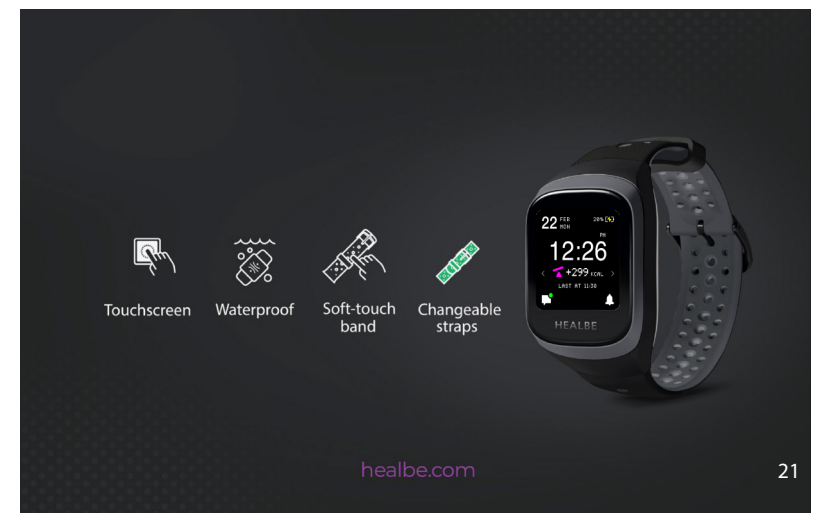 Touchscreen
Waterproof
Soft-touch
band
Changeable
straps
22 FEB
MON
20%
PM
12:26
+299 KCAL
LAST AT 11:30
HEALBE
healbe.com
21